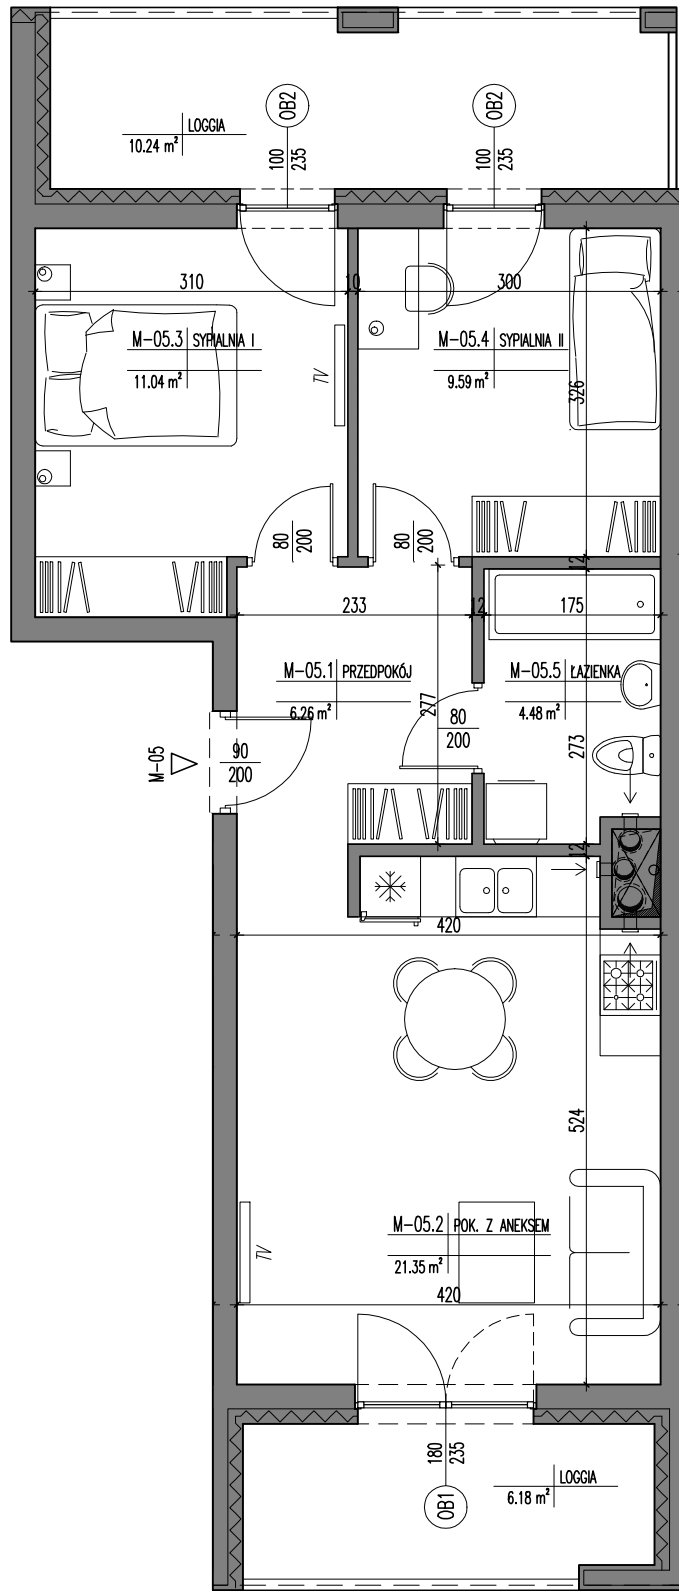 OB2
OB2
LOGGIA
10.24 m²
100
235
100
235
310
10
300
M-05.3 SYPIALNIA I
11.04 m²
M-05.4 SYPIALNIA II
9.59 m²
TV
326
80
200
80
200
12
233
12
175
M-05.1 PRZEDPOKÓJ
6.26 m²
M-05.5 ŁAZIENKA
4.48 m²
277
80
200
273
M-05
90
200
12
420
524
M-05.2 POK. Z ANEKSEM
21.35 m²
TV
420
180
235
LOGGIA
6.18 m²
OB1